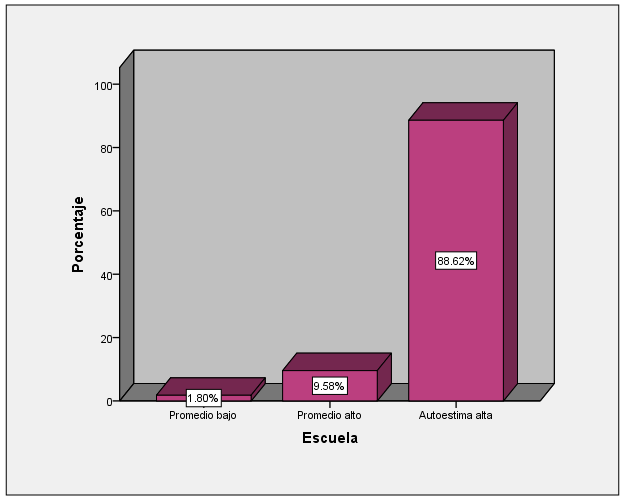 Porcentaje
100
80
60
40
20
0
1.80%
9.58%
88.62%
Promedio bajo
Promedio alto
Autoestima alta
Escuela